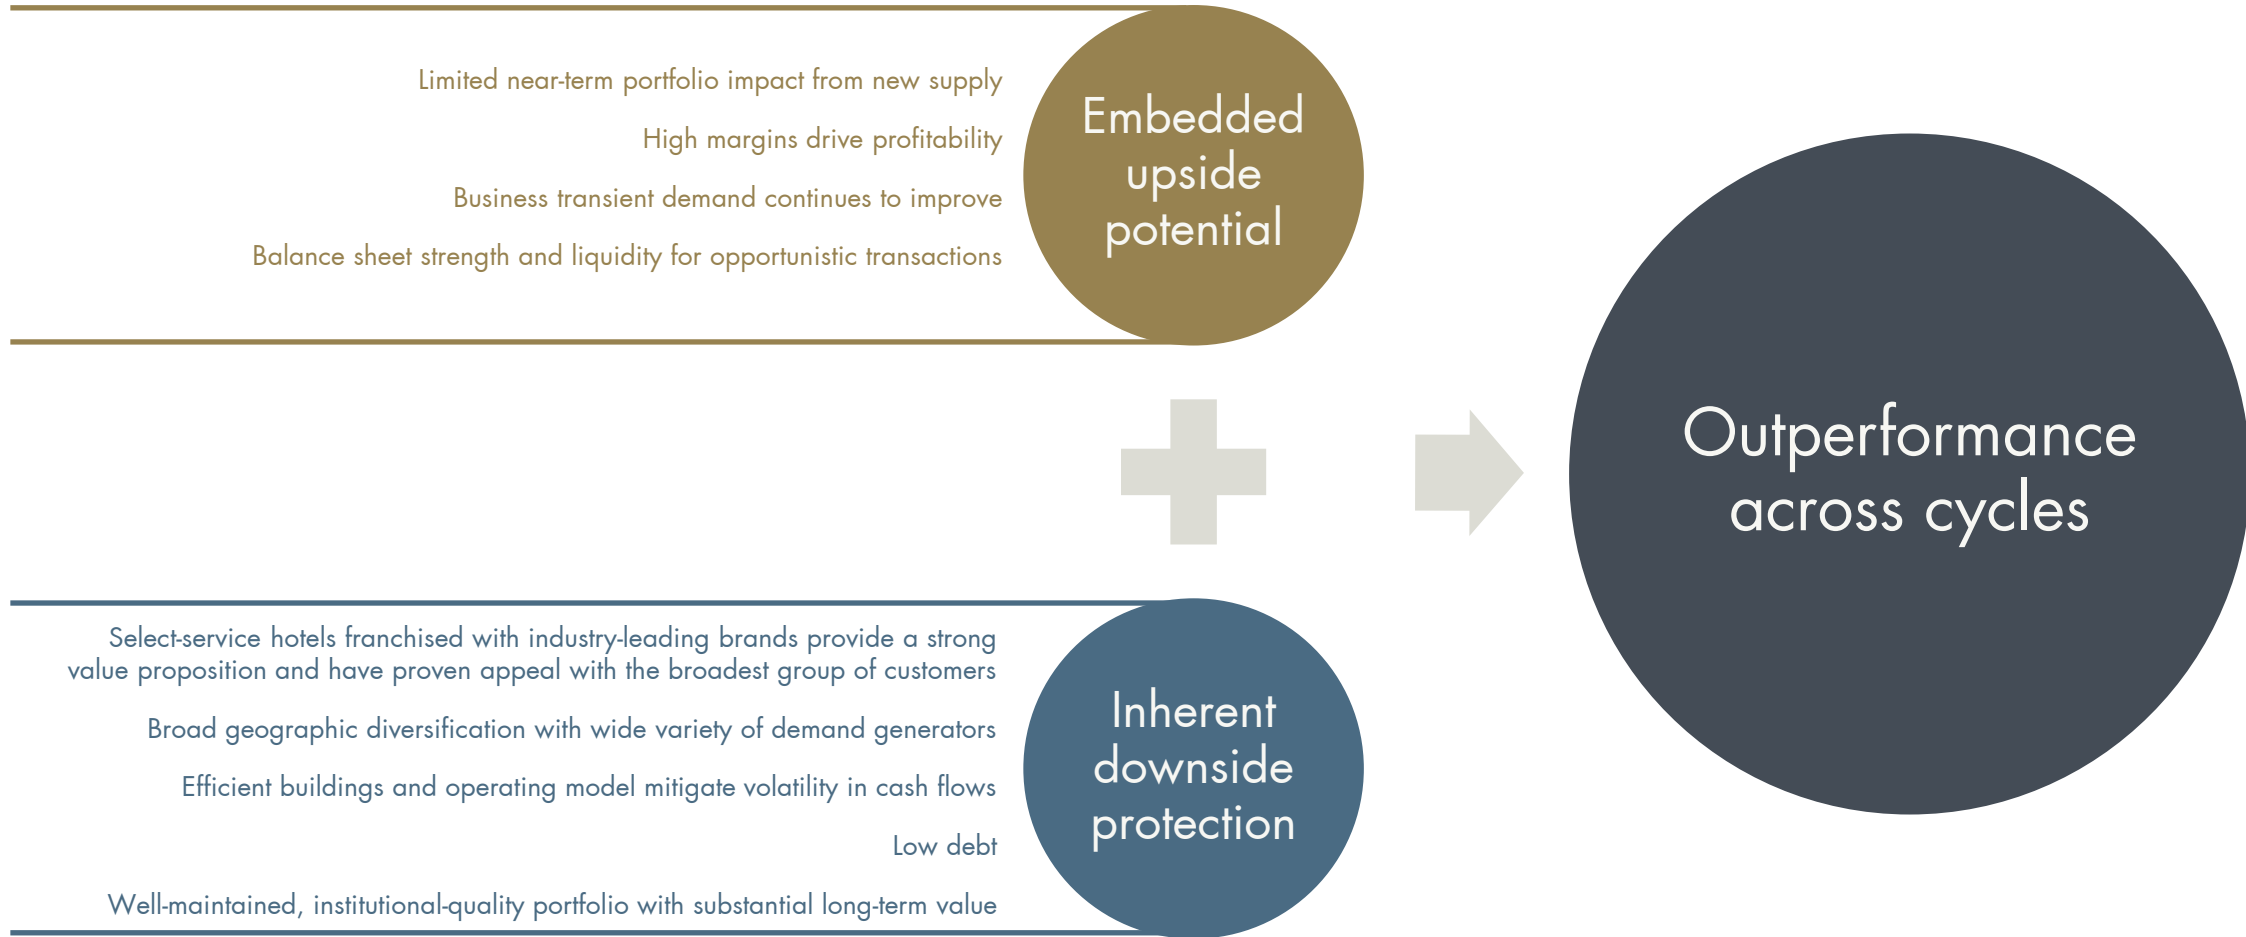 Limited near-term portfolio impact from new supply
High margins drive profitability
Business transient demand continues to improve
Balance sheet strength and liquidity for opportunistic transactions
Embedded
upside
potential
Select-service hotels franchised with industry-leading brands provide a strong
value proposition and have proven appeal with the broadest group of customers
Broad geographic diversification with wide variety of demand generators
Efficient buildings and operating model mitigate volatility in cash flows
Low debt
Well-maintained, institutional-quality portfolio with substantial long-term value
Inherent
downside
protection
Outperformance
across cycles